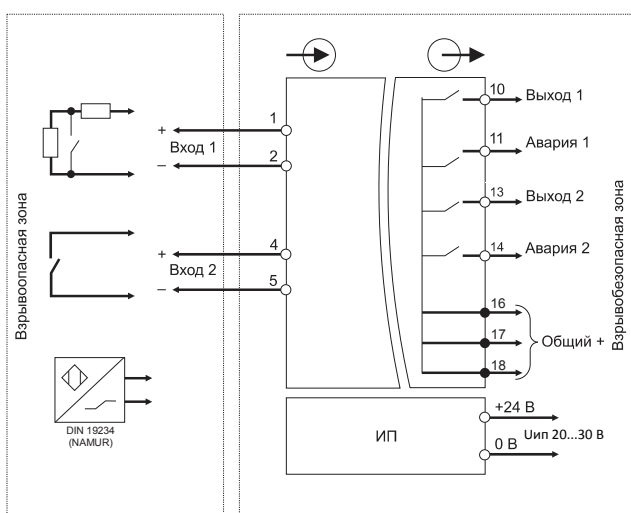 Взрывоопасная зона
1
+
Вход 1
2
–
4
+
Вход 2
5
–
DIN 19234
(NAMUR)
10
Выход 1
11
Авария 1
13
Выход 2
14
Авария 2
16
17
Общий +
18
Взрывобезопасная зона
ИП
+24 В
Uип 20...30 В
0 В